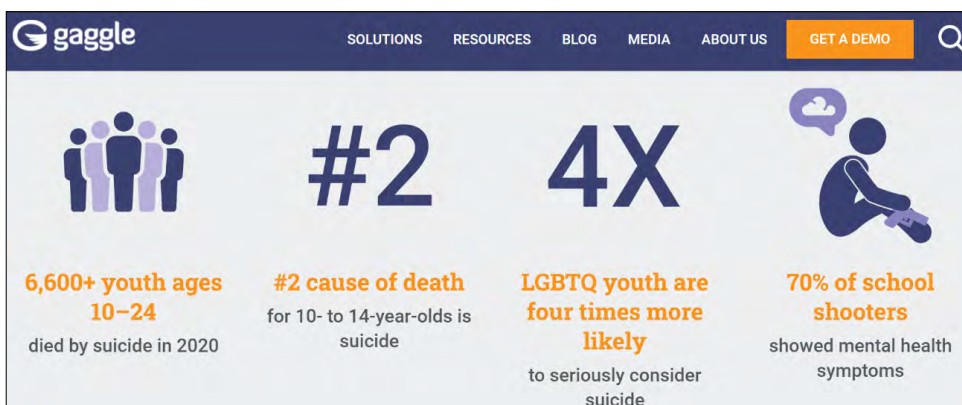 gaggle
SOLUTIONS RESOURCES BLOG MEDIA ABOUT US GET A DEMO
#2
4X
6,600+ youth ages
10–24
died by suicide in 2020
#2 cause of death
for 10- to 14-year-olds is
suicide
LGBTQ youth are
four times more
likely
to seriously consider
suicide
70% of school
shooters
showed mental health
symptoms